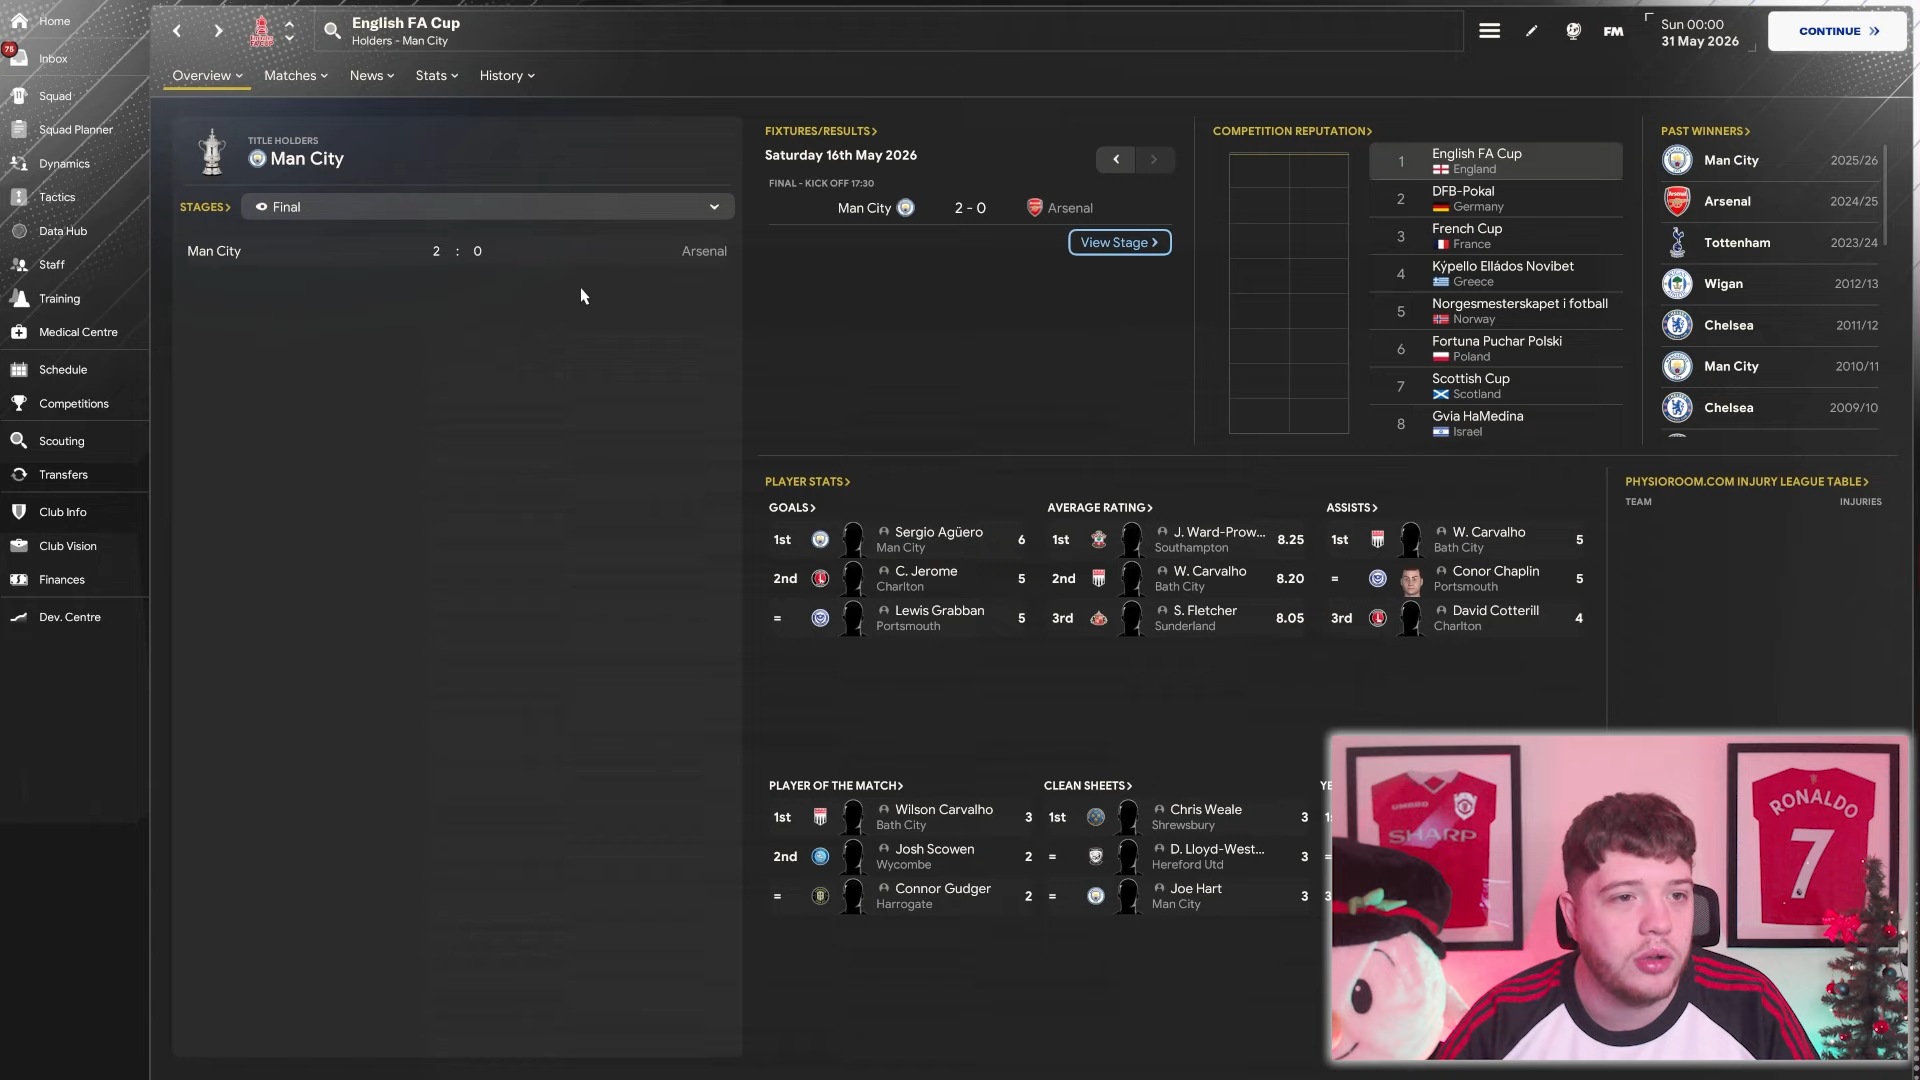 Home
76
Inbox
Squad
Squad Planner
Dynamics
Tactics
Data Hub
Staff
Training
Medical Centre
Schedule
Competitions
Scouting
Transfers
Club Info
Club Vision
Finances
Dev. Centre
English FA Cup
Holders - Man City
FM
Sun 00:00
31 May 2026
CONTINUE
Overview
Matches
News
Stats
History
TITLE HOLDERS
Man City
STAGES
Final
Man City 2 : 0 Arsenal
FIXTURES/RESULTS
Saturday 16th May 2026
FINAL - KICK OFF 17:30
Man City 2 - 0 Arsenal
View Stage
COMPETITION REPUTATION
1 English FA Cup
England
2 DFB-Pokal
Germany
3 French Cup
France
4 Kýpello Elládos Novibet
Greece
5 Norgesmesterskapet i fotball
Norway
6 Fortuna Puchar Polski
Poland
7 Scottish Cup
Scotland
8 Gvia HaMedina
Israel
PAST WINNERS
Man City 2025/26
Arsenal 2024/25
Tottenham 2023/24
Wigan 2012/13
Chelsea 2011/12
Man City 2010/11
Chelsea 2009/10
PLAYER STATS
GOALS
1st Sergio Agüero 6
Man City
2nd C. Jerome 5
Charlton
= Lewis Grabban 5
Portsmouth
AVERAGE RATING
1st J. Ward-Prow... 8.25
Southampton
2nd W. Carvalho 8.20
Bath City
3rd S. Fletcher 8.05
Sunderland
ASSISTS
1st W. Carvalho 5
Bath City
= Conor Chaplin 5
Portsmouth
3rd David Cotterill 4
Charlton
PHYSIOROOM.COM INJURY LEAGUE TABLE
TEAM INJURIES
PLAYER OF THE MATCH
1st Wilson Carvalho 3
Bath City
2nd Josh Scowen 2
Wycombe
= Connor Gudger 2
Harrogate
CLEAN SHEETS
1st Chris Weale 3
Shrewsbury
= D. Lloyd-West... 3
Hereford Utd
= Joe Hart 3
Man City
UMBRO
SHARP
RONALDO
7